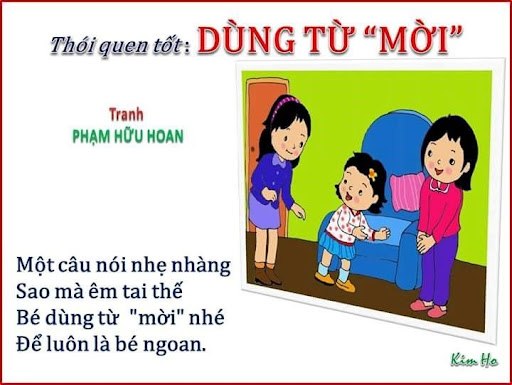 Thói quen tốt: DÙNG TỪ “MỜI”
Tranh
PHẠM HỮU HOAN
Một câu nói nhẹ nhàng
Sao mà êm tai thế
Bé dùng từ "mời" nhé
Để luôn là bé ngoan.
Kim Ho